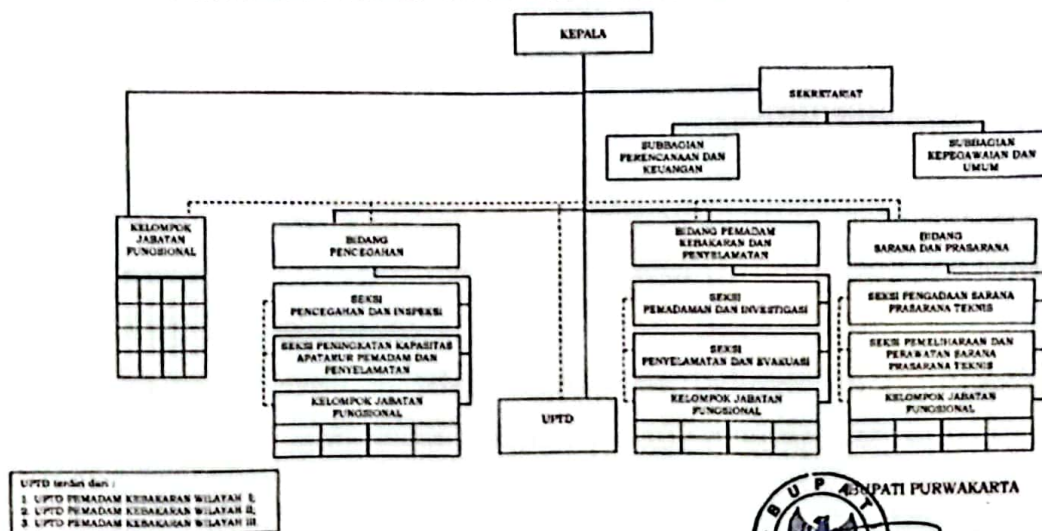 KEPALA
SEKRETARIAT
SUBBAGIAN
PERENCANAAN DAN
KEUANGAN
SUBBAGIAN
KEPEGAWAIAN DAN
UMUM
KELOMPOK
JABATAN
FUNGSIONAL
BIDANG
PENCEGAHAN
BIDANG PEMADAM
KEBAKARAN DAN
PENYELAMATAN
BIDANG
SARANA DAN PRASARANA
SEKSI
PENCEGAHAN DAN INSPEKSI
SEKSI PENINGKATAN KAPASITAS
APATARUR PEMADAM DAN
PENYELAMATAN
KELOMPOK JABATAN
FUNGSIONAL
UPTD
SEKSI
PEMADAMAN DAN INVESTIGASI
SEKSI
PENYELAMATAN DAN EVAKUASI
KELOMPOK JABATAN
FUNGSIONAL
SEKSI PENGADAAN SARANA
PRASARANA TEKNIS
SEKSI PEMELIHARAAN DAN
PERAWATAN SARANA
PRASARANA TEKNIS
KELOMPOK JABATAN
FUNGSIONAL
UPTD terdiri dari :
1. UPTD PEMADAM KEBAKARAN WILAYAH I;
2. UPTD PEMADAM KEBAKARAN WILAYAH II;
3. UPTD PEMADAM KEBAKARAN WILAYAH III.
BUPATI PURWAKARTA
BUPAT